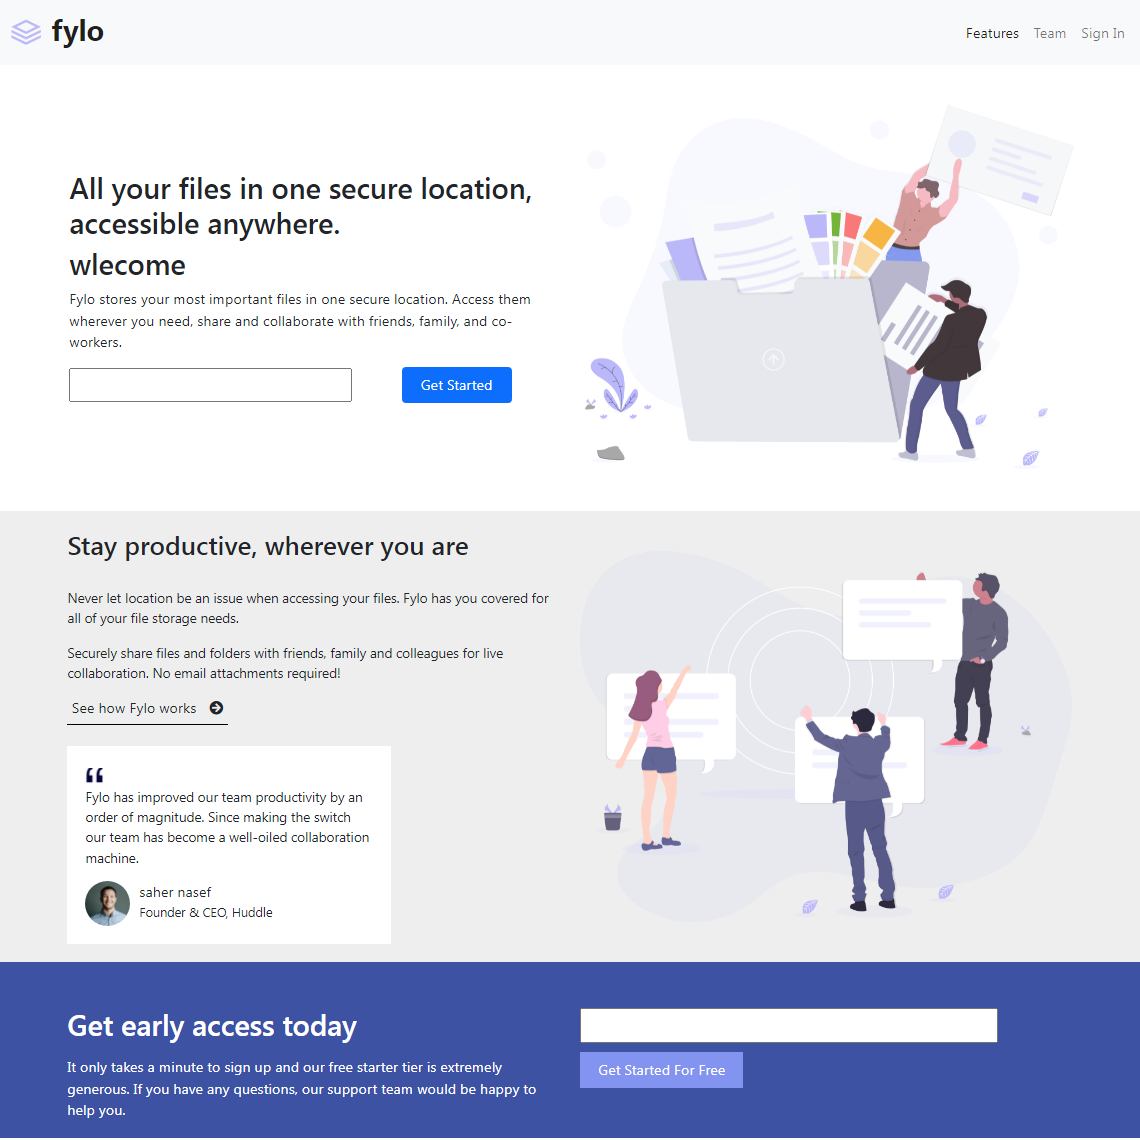 fylo
Features Team Sign In
All your files in one secure location,
accessible anywhere.
wlecome
Fylo stores your most important files in one secure location. Access them
wherever you need, share and collaborate with friends, family, and co-
workers.
Get Started
Stay productive, wherever you are
Never let location be an issue when accessing your files. Fylo has you covered for
all of your file storage needs.
Securely share files and folders with friends, family and colleagues for live
collaboration. No email attachments required!
See how Fylo works
“
Fylo has improved our team productivity by an
order of magnitude. Since making the switch
our team has become a well-oiled collaboration
machine.
saher nasef
Founder & CEO, Huddle
Get early access today
It only takes a minute to sign up and our free starter tier is extremely
generous. If you have any questions, our support team would be happy to
help you.
Get Started For Free